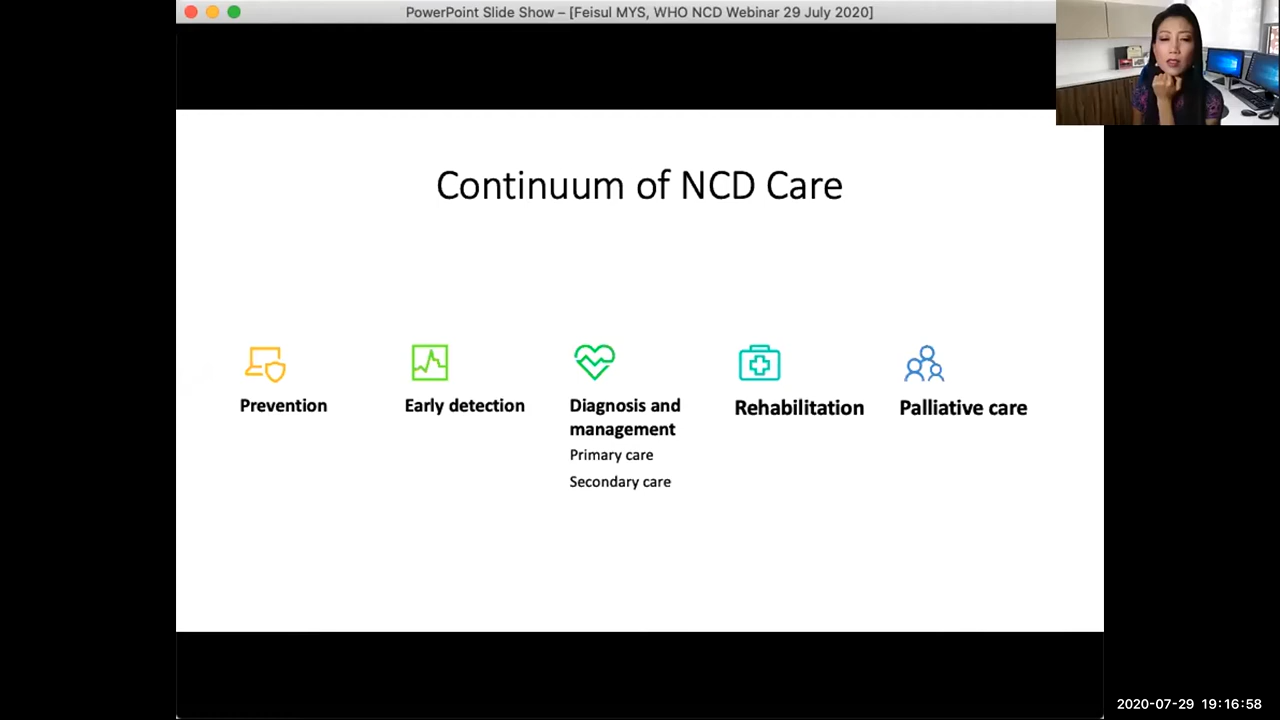 PowerPoint Slide Show – [Feisul MYS, WHO NCD Webinar 29 July 2020]
Continuum of NCD Care
Prevention
Early detection
Diagnosis and
management
Primary care
Secondary care
Rehabilitation
Palliative care
2020-07-29 19:16:58